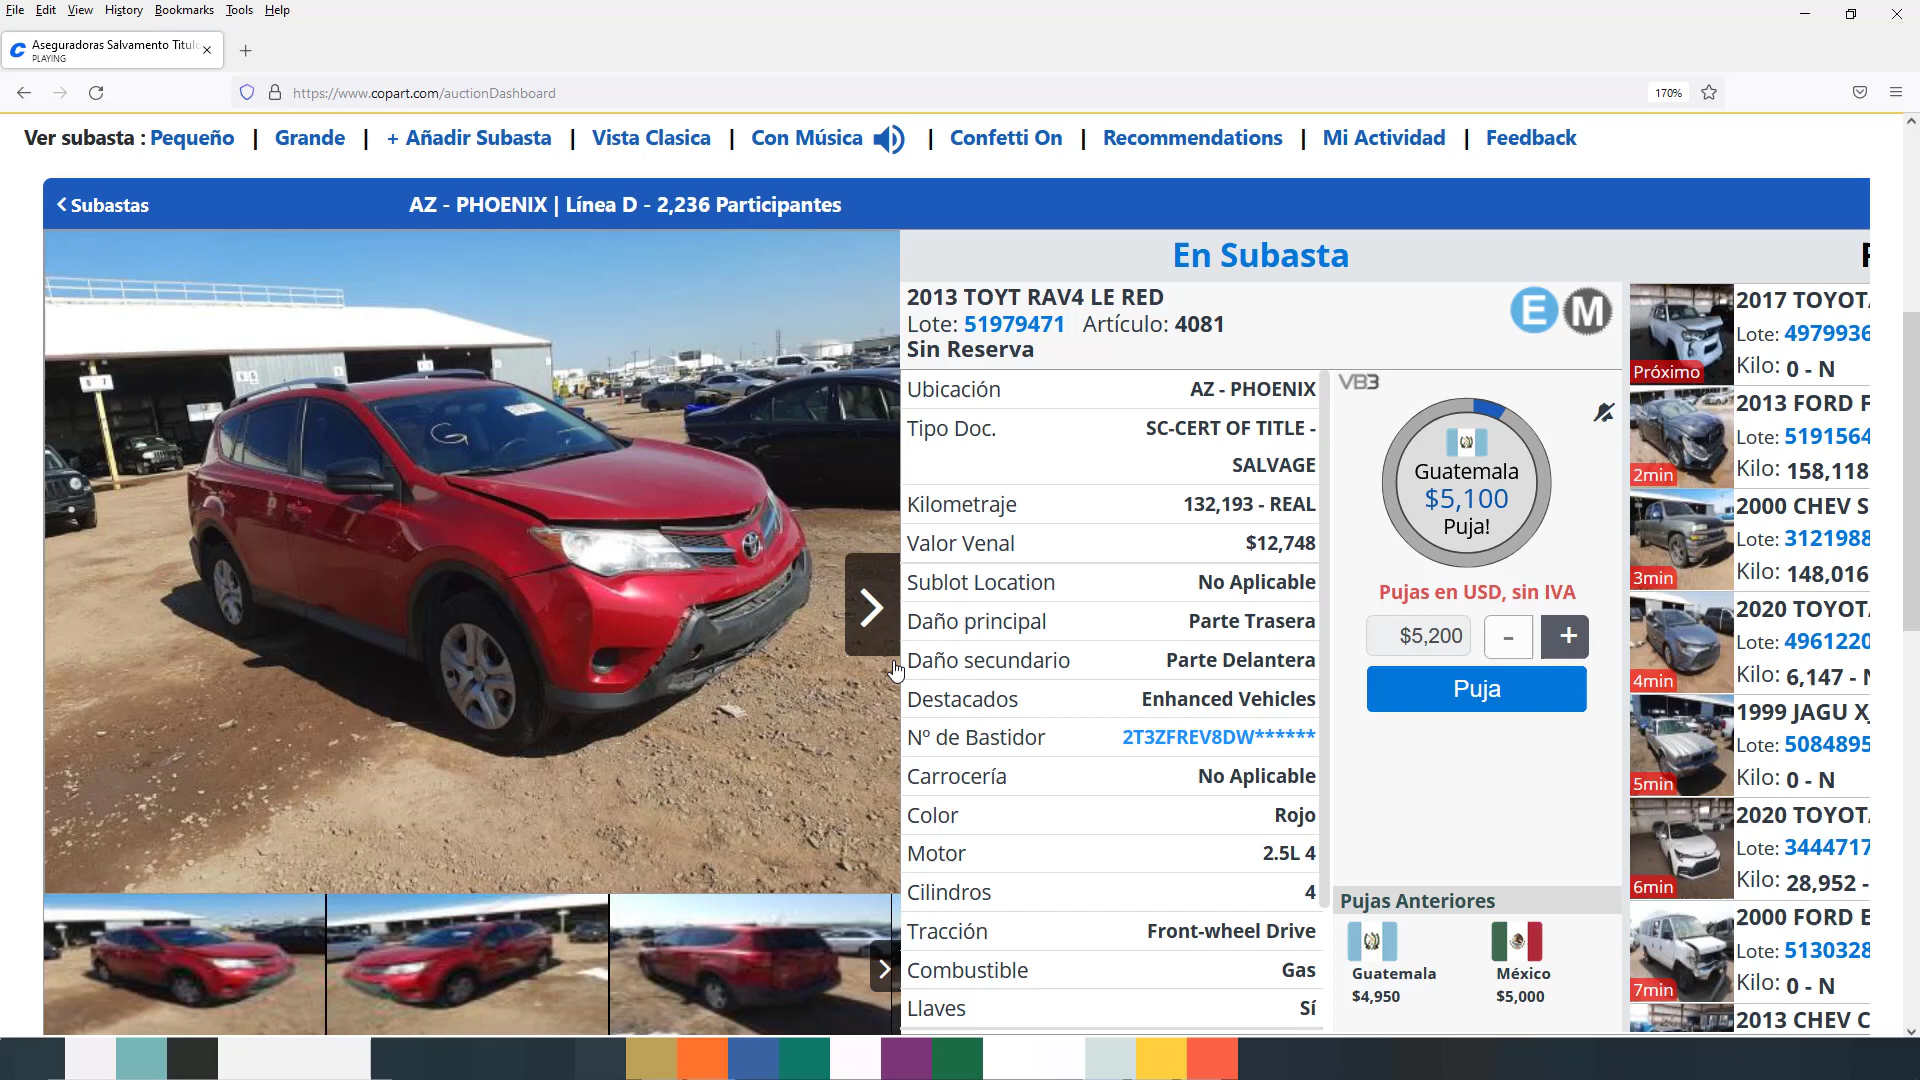 File Edit View History Bookmarks Tools Help
Aseguradoras Salvamento Titulo
PLAYING
https://www.copart.com/auctionDashboard
170%
Ver subasta : Pequeño | Grande | + Añadir Subasta | Vista Clasica | Con Música | Confetti On | Recommendations | Mi Actividad | Feedback
Subastas
AZ - PHOENIX | Línea D - 2,236 Participantes
En Subasta
2013 TOYT RAV4 LE RED
Lote: 51979471 Artículo: 4081
Sin Reserva
E M
Ubicación AZ - PHOENIX
Tipo Doc. SC-CERT OF TITLE -
SALVAGE
Kilometraje 132,193 - REAL
Valor Venal $12,748
Sublot Location No Aplicable
Daño principal Parte Trasera
Daño secundario Parte Delantera
Destacados Enhanced Vehicles
Nº de Bastidor 2T3ZFREV8DW******
Carrocería No Aplicable
Color Rojo
Motor 2.5L 4
Cilindros 4
Tracción Front-wheel Drive
Combustible Gas
Llaves Sí
VB3
Guatemala
$5,100
Puja!
Pujas en USD, sin IVA
$5,200 - +
Puja
Pujas Anteriores
Guatemala
$4,950
México
$5,000
2017 TOYOTA
Lote: 4979936
Kilo: 0 - N
Próximo
2013 FORD F
Lote: 5191564
Kilo: 158,118
2min
2000 CHEV S
Lote: 3121988
Kilo: 148,016
3min
2020 TOYOTA
Lote: 4961220
Kilo: 6,147 - N
4min
1999 JAGU XJ
Lote: 5084895
Kilo: 0 - N
5min
2020 TOYOTA
Lote: 3444717
Kilo: 28,952 -
6min
2000 FORD E
Lote: 5130328
Kilo: 0 - N
7min
2013 CHEV C